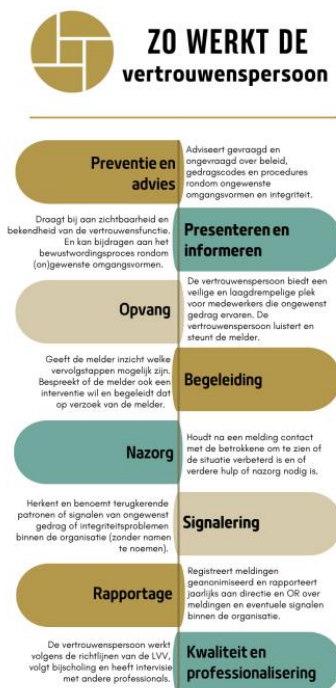 ZO WERKT DE
vertrouwenspersoon
Preventie en
advies
Adviseert gevraagd en
ongevraagd over beleid,
gedragscodes en procedures
rondom ongewenste
omgangsvormen en integriteit.
Draagt bij aan zichtbaarheid en
bekendheid van de vertrouwensfunctie.
En kan bijdragen aan het
bewustwordingsproces rondom
(on)gewenste omgangsvormen.
Presenteren en
informeren
Opvang
De vertrouwenspersoon biedt een
veilige en laagdrempelige plek
voor medewerkers die ongewenst
gedrag ervaren. De
vertrouwenspersoon luistert en
steunt de melder.
Geeft de melder inzicht welke
vervolgstappen mogelijk zijn.
Bespreekt of de melder ook een
interventie wil en begeleidt dat
op verzoek van de melder.
Begeleiding
Nazorg
Houdt na een melding contact
met de betrokkene om te zien of
de situatie verbeterd is en of
verdere hulp of nazorg nodig is.
Herkent en benoemt terugkerende
patronen of signalen van ongewenst
gedrag of integriteitsproblemen
binnen de organisatie (zonder namen
te noemen).
Signalering
Rapportage
Registreert meldingen
geanonimiseerd en rapporteert
jaarlijks aan directie en OR over
meldingen en eventuele signalen
binnen de organisatie.
De vertrouwenspersoon werkt
volgens de richtlijnen van de LVV,
volgt bijscholing en heeft intervisie
met andere professionals.
Kwaliteit en
professionalisering